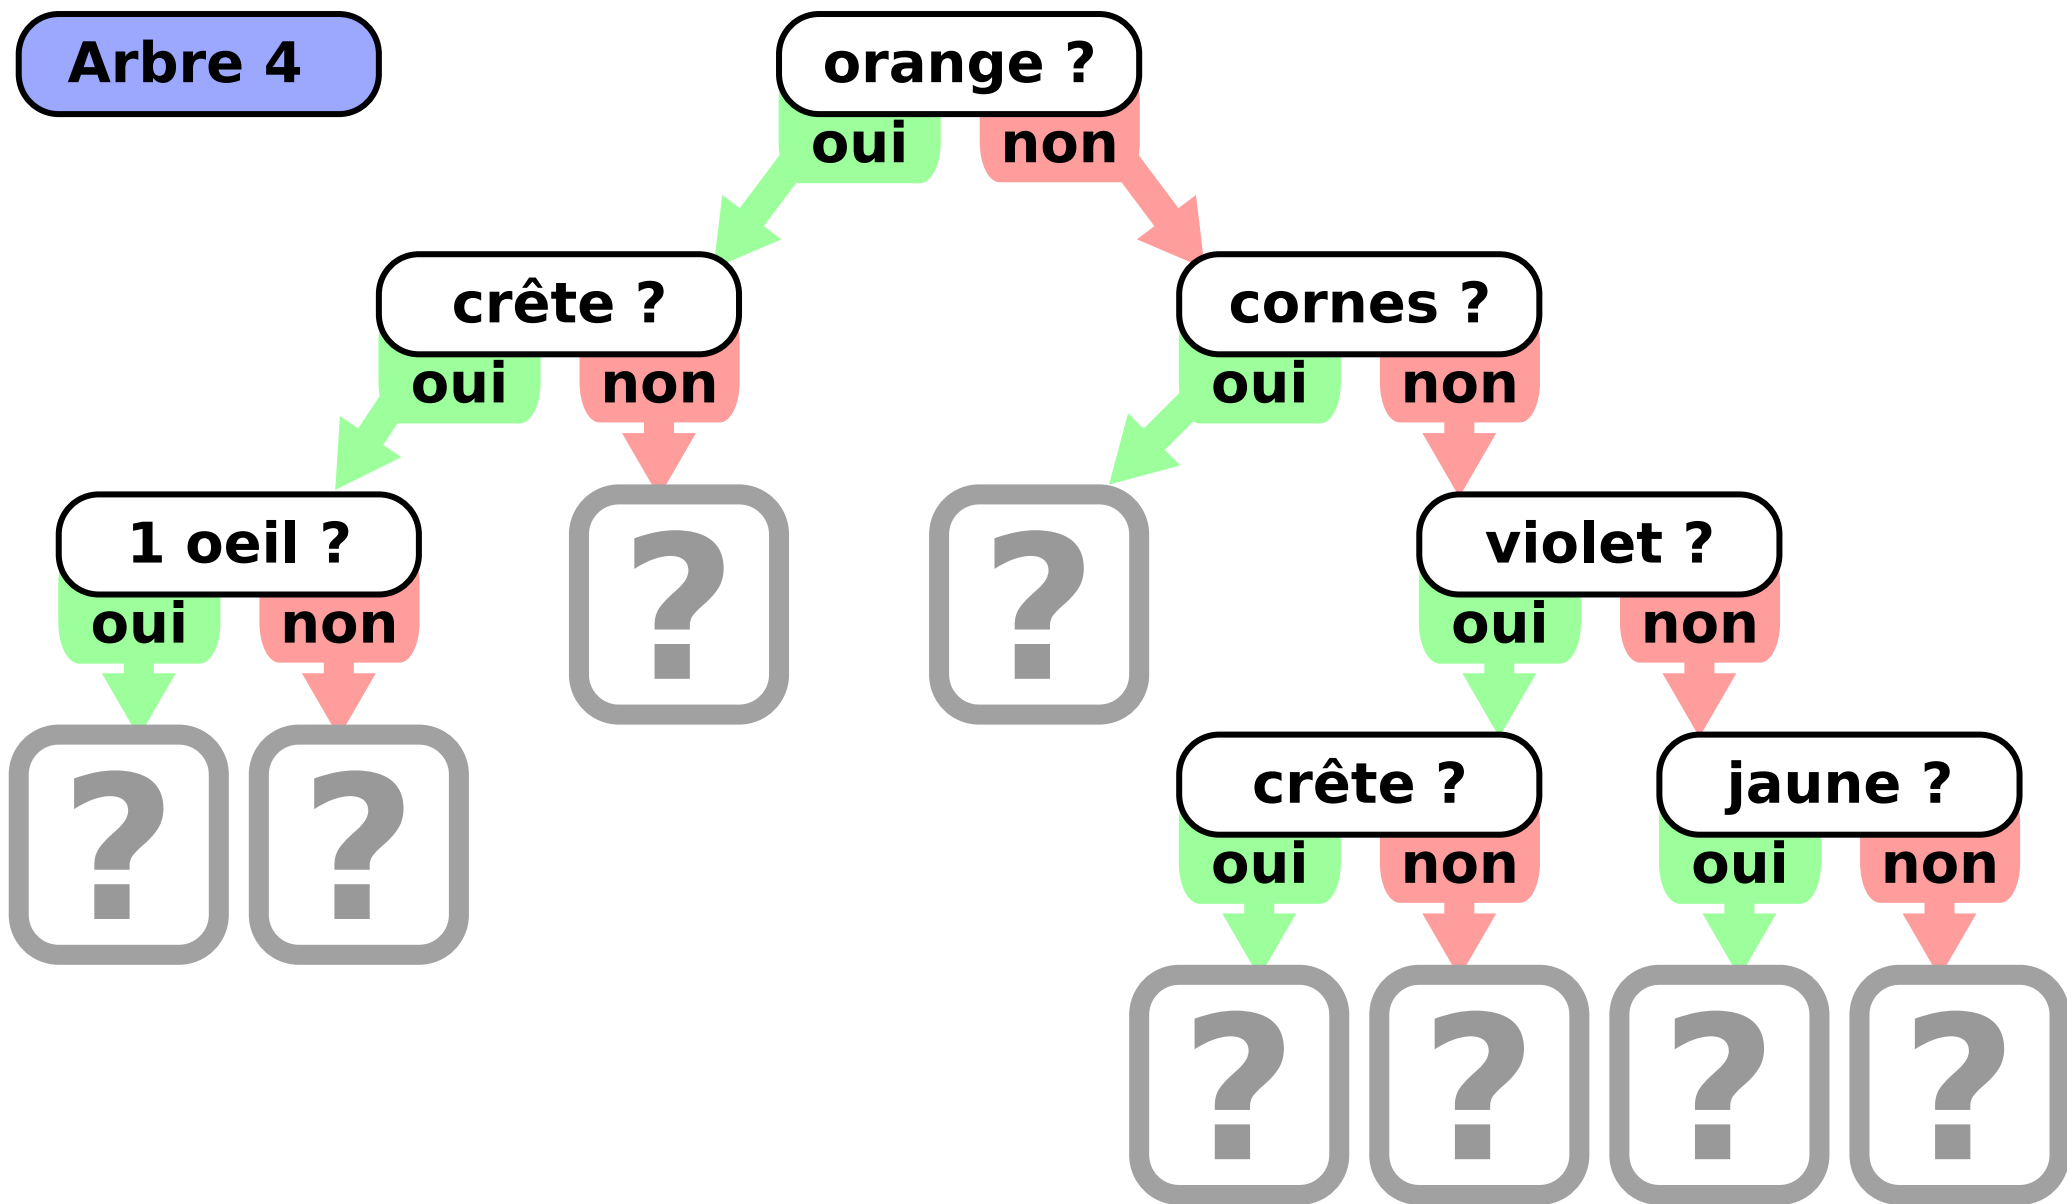 Arbre 4
orange ?
oui non
crête ?
oui non
cornes ?
oui non
1 oeil ?
oui non
?
?
violet ?
oui non
?
?
crête ?
oui non
jaune ?
oui non
?
?
?
?